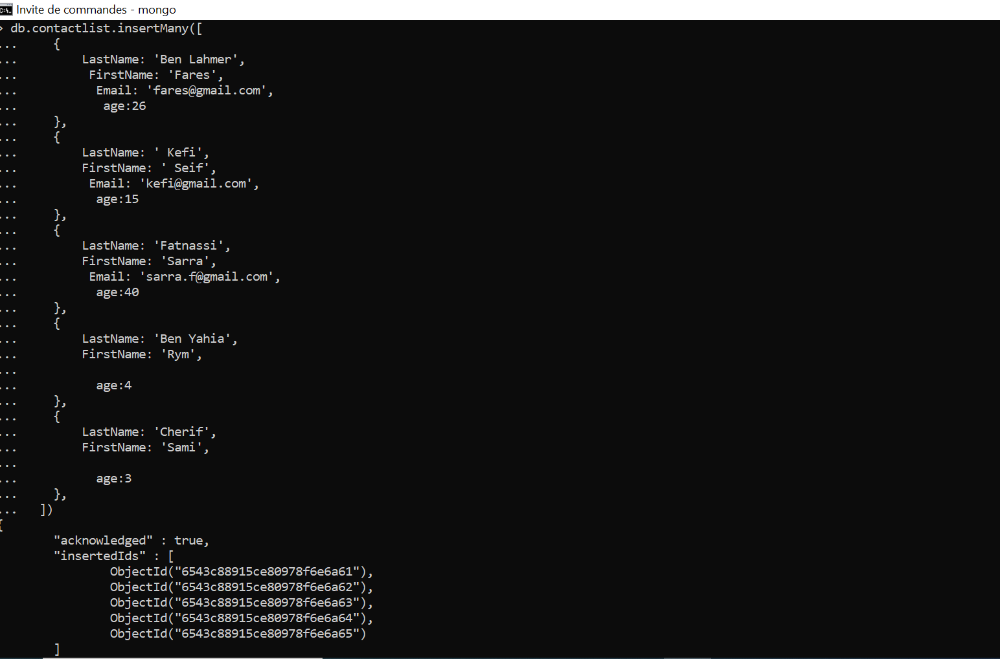 Invite de commandes - mongo
> db.contactlist.insertMany([
... {
... LastName: 'Ben Lahmer',
... FirstName: 'Fares',
... Email: 'fares@gmail.com',
... age:26
... },
... {
... LastName: ' Kefi',
... FirstName: ' Seif',
... Email: 'kefi@gmail.com',
... age:15
... },
... {
... LastName: 'Fatnassi',
... FirstName: 'Sarra',
... Email: 'sarra.f@gmail.com',
... age:40
... },
... {
... LastName: 'Ben Yahia',
... FirstName: 'Rym',
...
... age:4
... },
... {
... LastName: 'Cherif',
... FirstName: 'Sami',
...
... age:3
... },
... ])
{
"acknowledged" : true,
"insertedIds" : [
ObjectId("6543c88915ce80978f6e6a61"),
ObjectId("6543c88915ce80978f6e6a62"),
ObjectId("6543c88915ce80978f6e6a63"),
ObjectId("6543c88915ce80978f6e6a64"),
ObjectId("6543c88915ce80978f6e6a65")
]